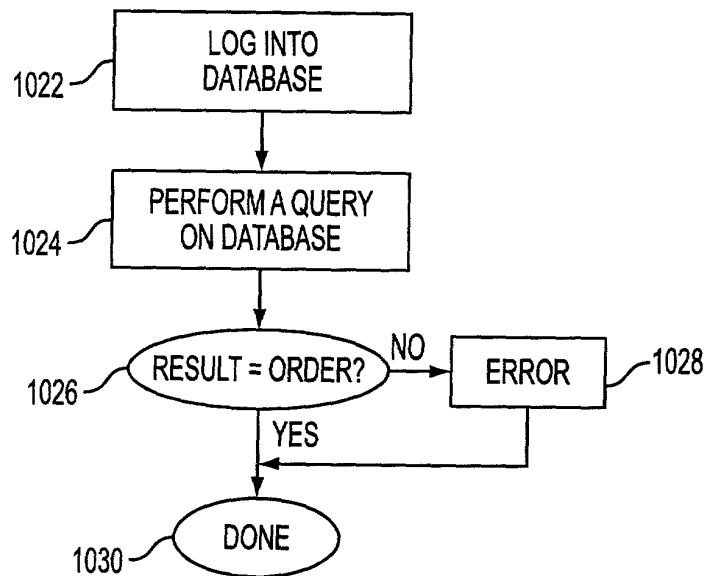 LOG INTO
DATABASE
1022
PERFORM A QUERY
ON DATABASE
1024
RESULT = ORDER?
NO
ERROR
1028
1026
YES
DONE
1030